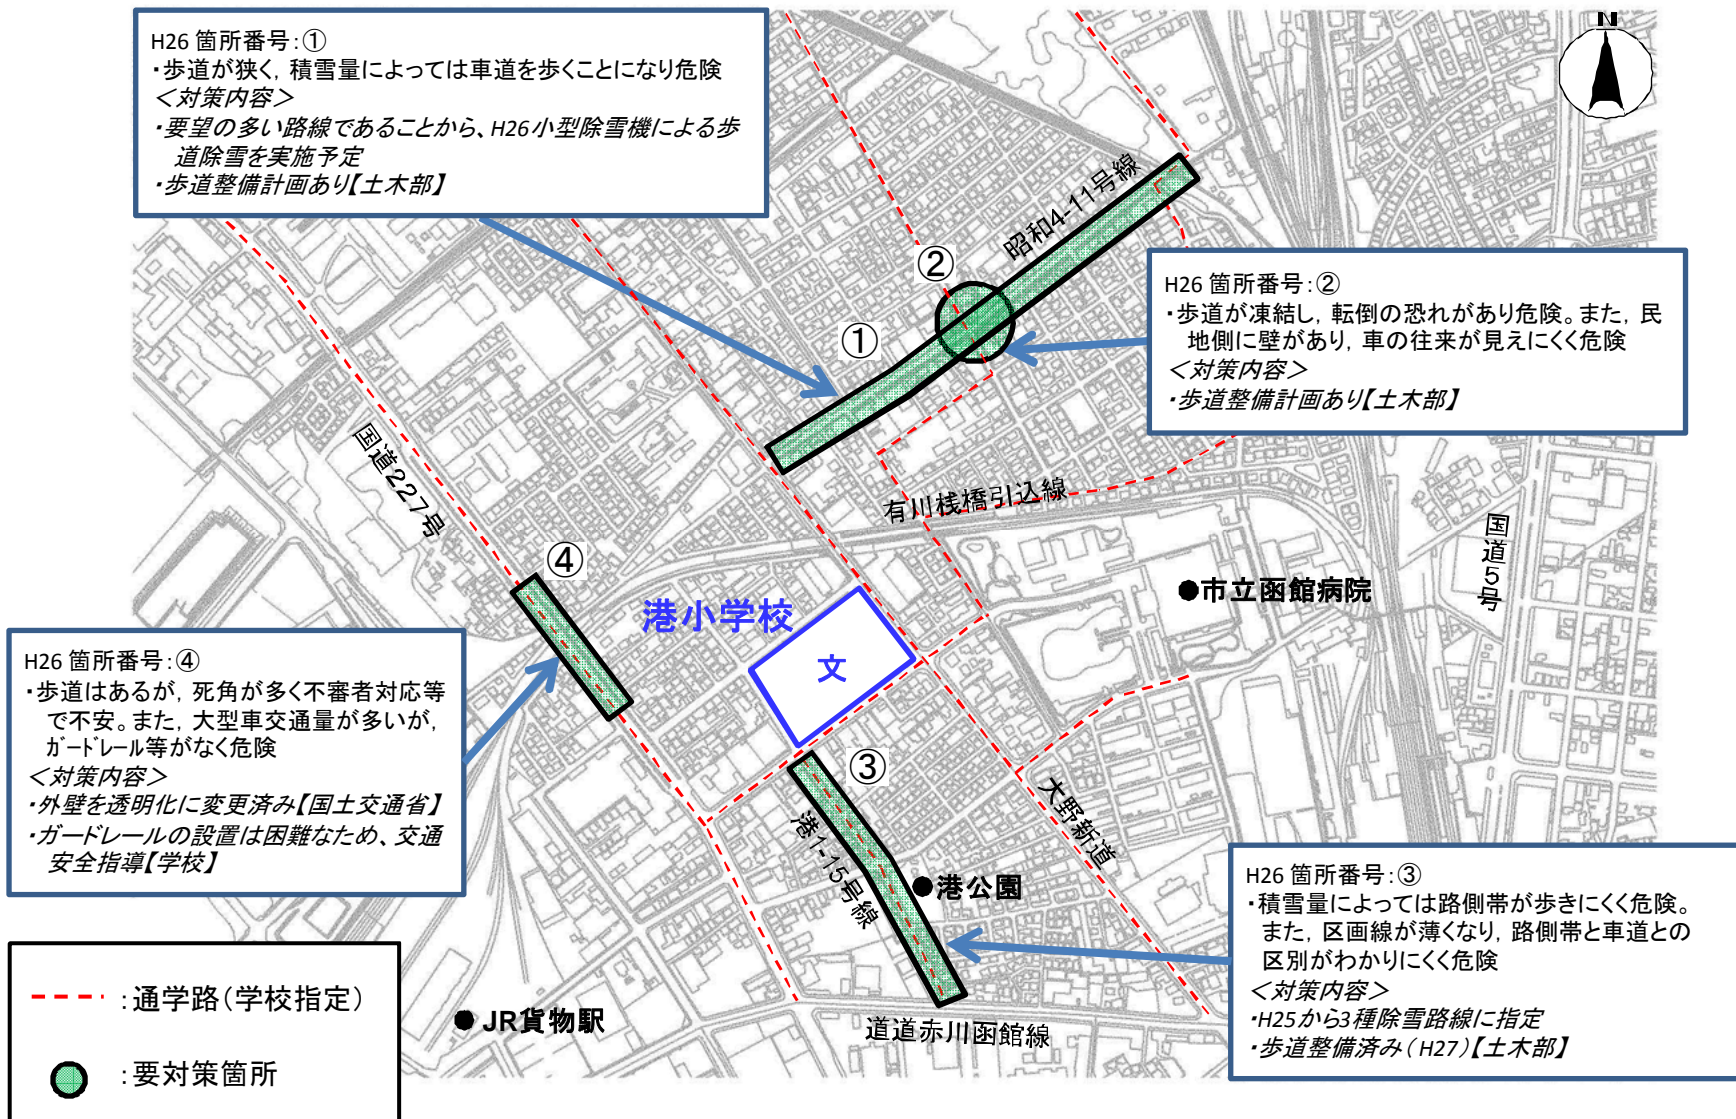 H26 箇所番号：①
・歩道が狭く，積雪量によっては車道を歩くことになり危険
＜対策内容＞
・要望の多い路線であることから、H26小型除雪機による歩
道除雪を実施予定
・歩道整備計画あり【土木部】
N
昭和4-11号線
②
①
H26 箇所番号：②
・歩道が凍結し，転倒の恐れがあり危険。また，民
地側に壁があり，車の往来が見えにくく危険
＜対策内容＞
・歩道整備計画あり【土木部】
国道227号
有川桟橋引込線
国道5号
④
●市立函館病院
港小学校
文
H26 箇所番号：④
・歩道はあるが，死角が多く不審者対応等
で不安。また，大型車交通量が多いが，
ｶﾞｰﾄﾞﾚｰﾙ等がなく危険
＜対策内容＞
・外壁を透明化に変更済み【国土交通省】
・ガードレールの設置は困難なため、交通
安全指導【学校】
③
港1-15号線
大野新道
●港公園
H26 箇所番号：③
・積雪量によっては路側帯が歩きにくく危険。
また，区画線が薄くなり，路側帯と車道との
区別がわかりにくく危険
＜対策内容＞
・H25から3種除雪路線に指定
・歩道整備済み（H27）【土木部】
●JR貨物駅
道道赤川函館線
：通学路（学校指定）
：要対策箇所